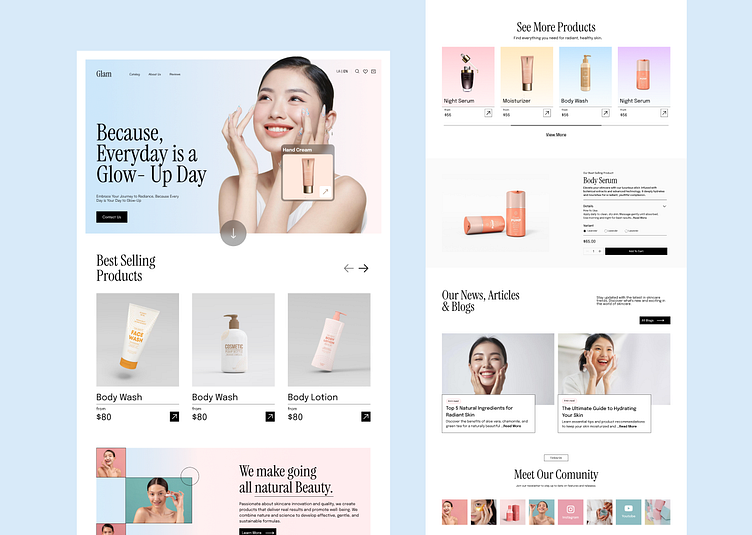 Glam
Catalog
About Us
Reviews
Because,
Everyday is a
Glow- Up Day
Embrace Your Journey to Radiance, Because Every
Day is Your Day to Glow-Up
Contact Us
Hand Cream
Best Selling
Products
FACE
WASH
COSMETIC
Body Wash
from
$80
Body Wash
from
$80
Body Lotion
from
$80
We make going
all natural Beauty.
Passionate about skincare innovation and quality, we create
products that deliver real results and promote well-being. We
combine nature and science to develop effective, gentle, and
sustainable formulas.
Learn More
See More Products
Find everything you need for radiant, healthy skin.
Night Serum
from
$56
Moisturizer
from
$56
Body Wash
from
$56
Night Serum
from
$56
View More
Our Best Selling Product
Body Serum
Details
...Read More
Variant
$65.00
1
Add To Cart
Our News, Articles
& Blogs
Stay updated with the latest in skincare
trends. Discover what's new and exciting in
the world of skincare
All Blogs
Top 5 Natural Ingredients for
Radiant Skin
Discover the benefits of aloe vera, chamomile, and
green tea for a naturally beautiful ...Read More
The Ultimate Guide to Hydrating
Your Skin
Learn essential tips and product recommendations
to keep your skin moisturized and ...Read More
Meet Our Comunity
Instagram
Youtube